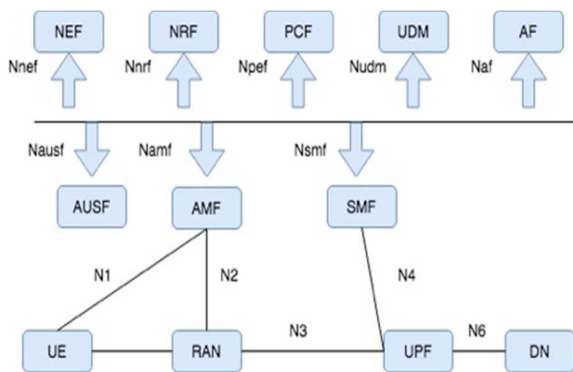 NEF NRF PCF UDM AF
Nnef Nnrf Npef Nudm Naf
Nausf Namf Nsmf
AUSF AMF SMF
N1 N2 N4
N3 N6
UE RAN UPF DN